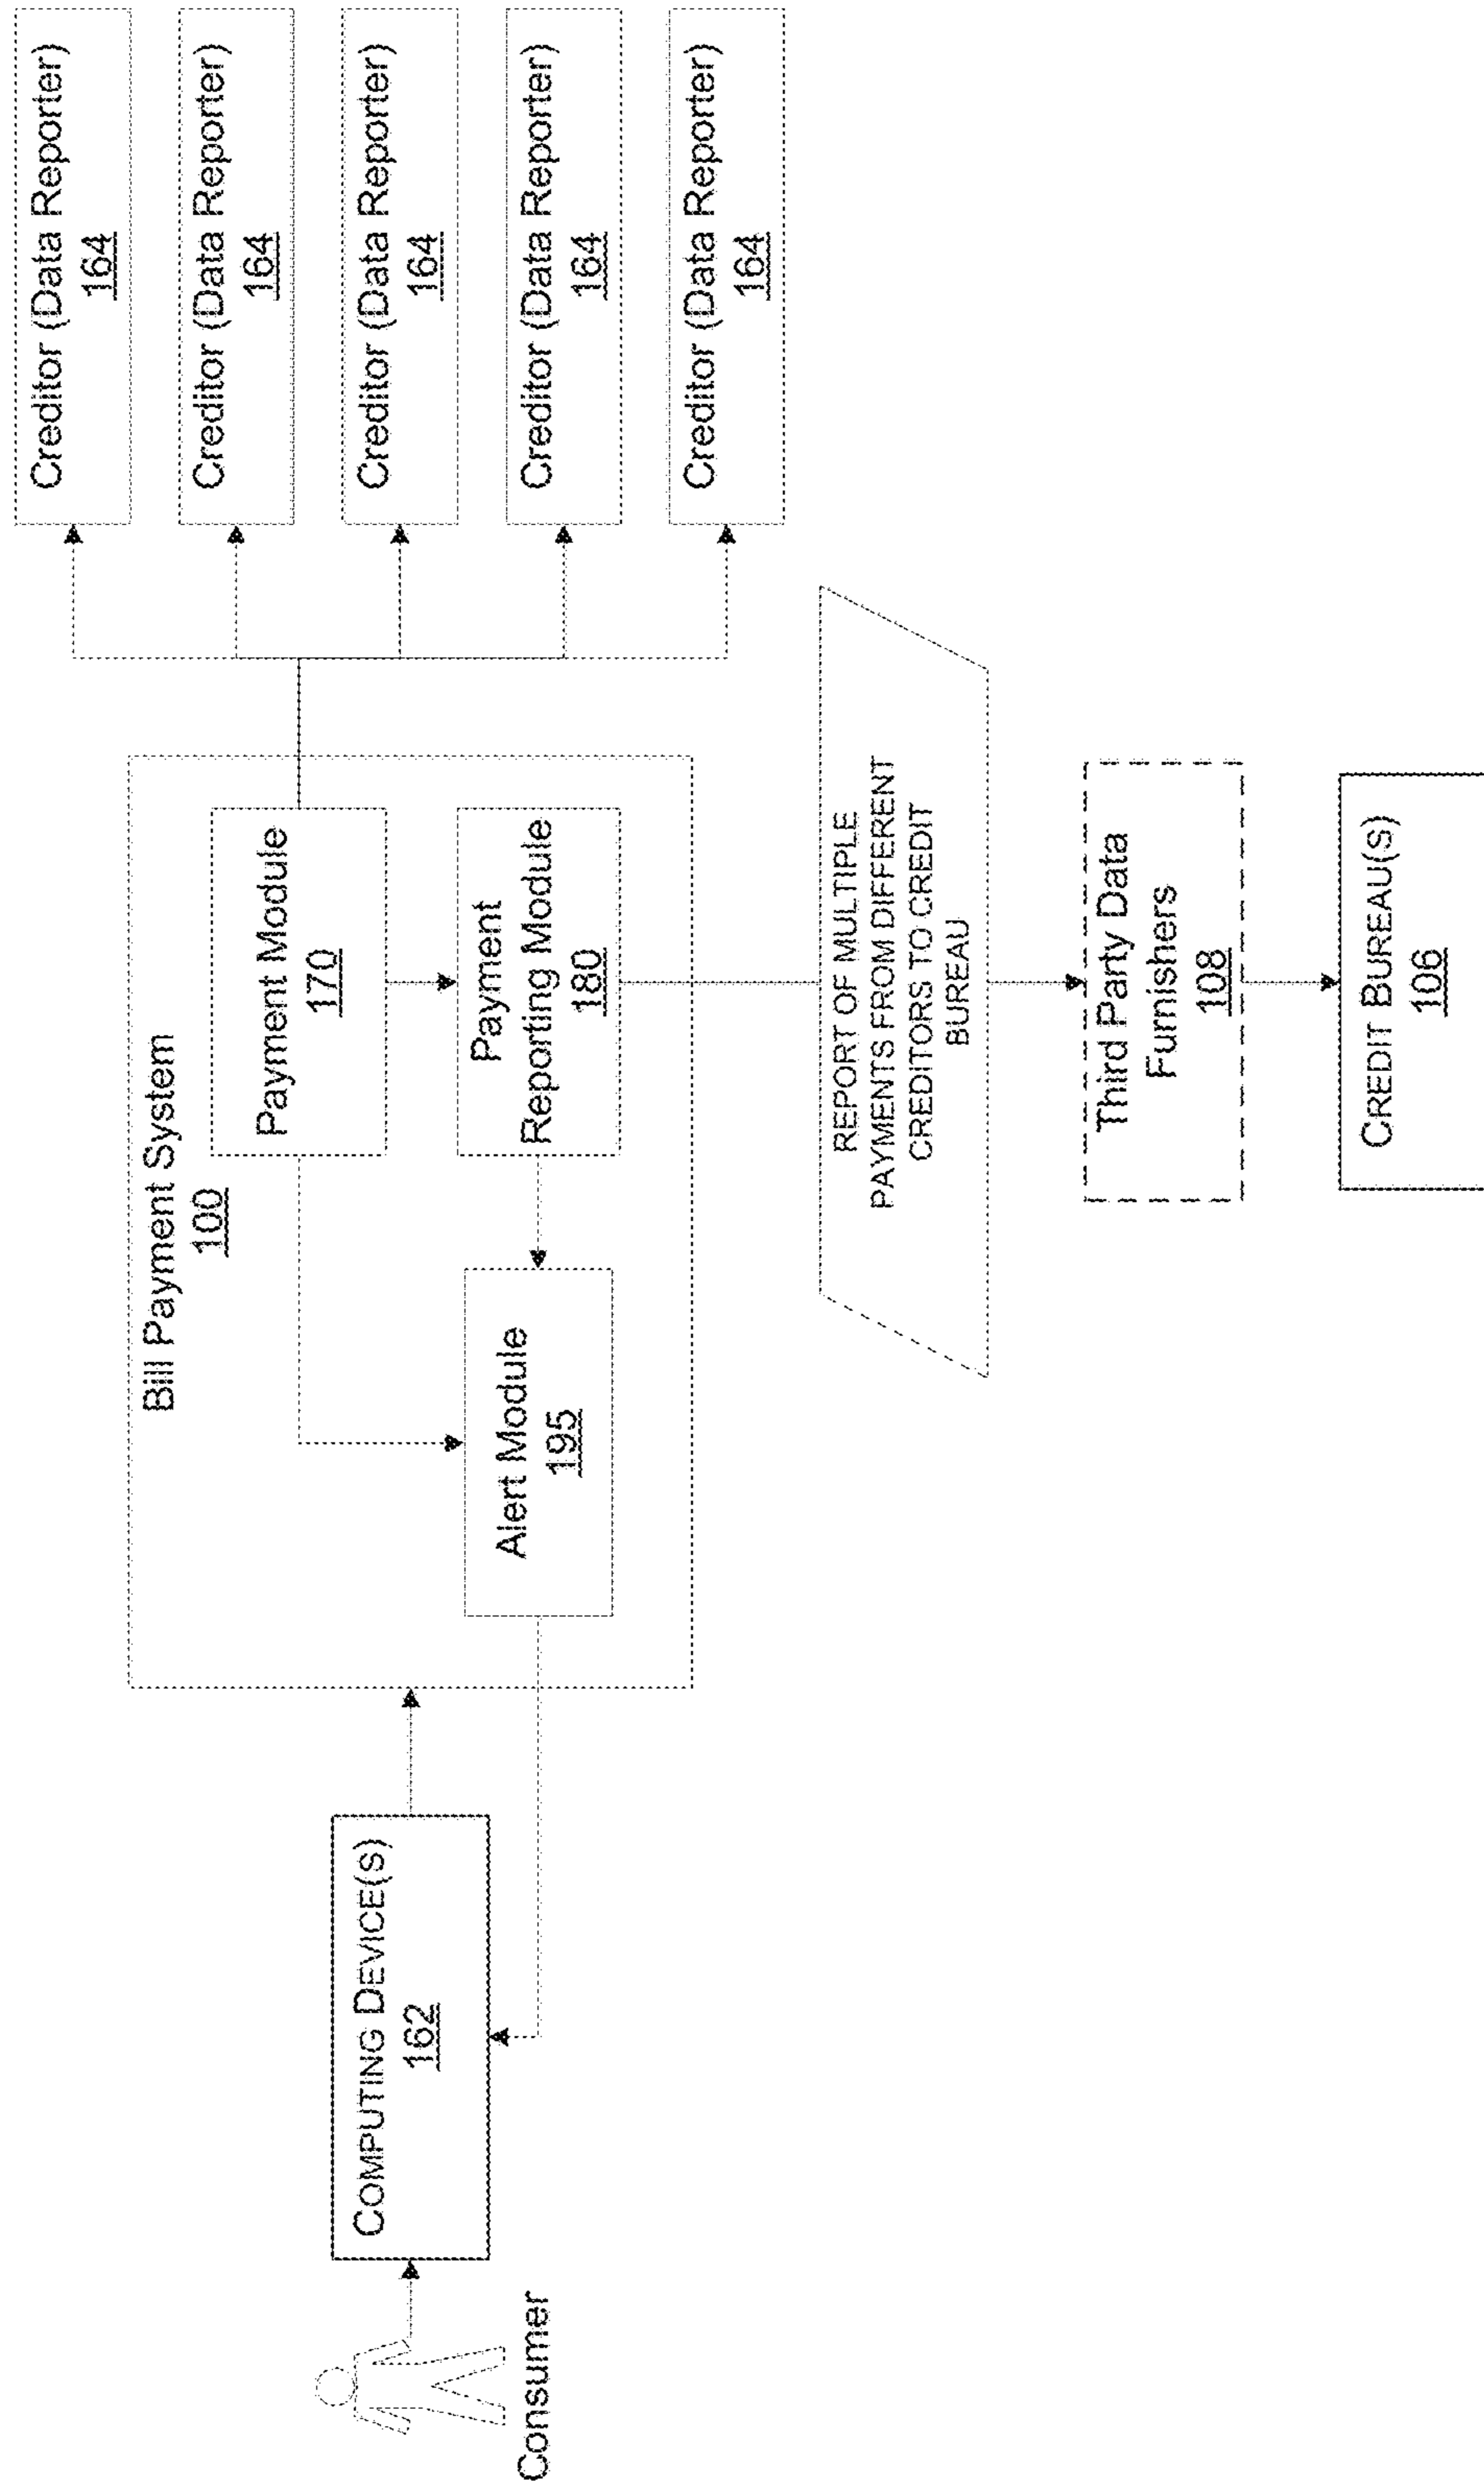 Consumer
COMPUTING DEVICE(S)
162
Bill Payment System
100
Payment Module
170
Alert Module
195
Payment
Reporting Module
180
Creditor (Data Reporter)
164
Creditor (Data Reporter)
164
Creditor (Data Reporter)
164
Creditor (Data Reporter)
164
Creditor (Data Reporter)
164
REPORT OF MULTIPLE
PAYMENTS FROM DIFFERENT
CREDITORS TO CREDIT
BUREAU
Third Party Data
Furnishers
108
CREDIT BUREAU(S)
106